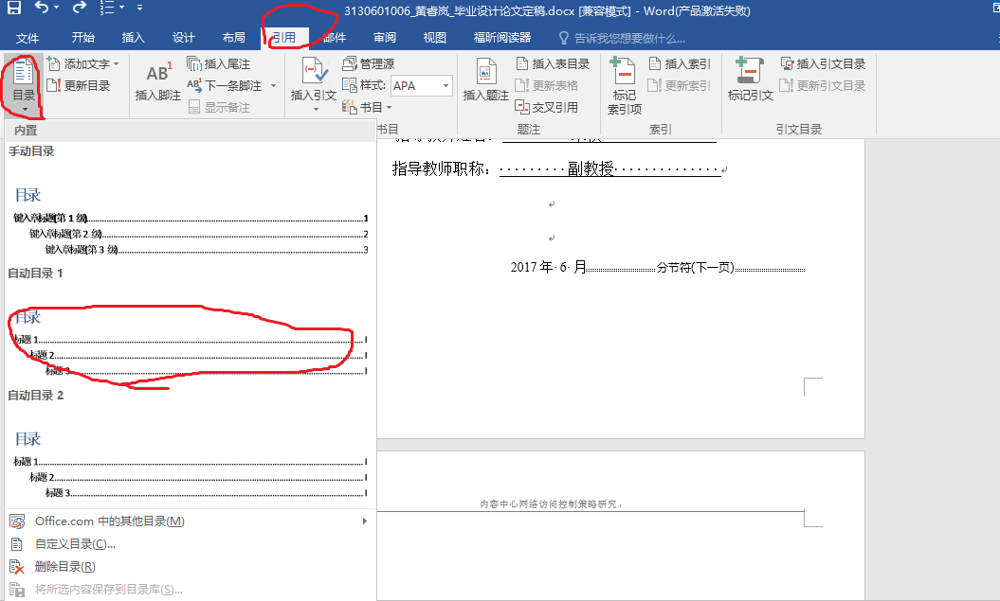 3130601006_黄睿岚_毕业设计论文定稿.docx [兼容模式] - Word(产品激活失败)
文件 开始 插入 设计 布局 引用 邮件 审阅 视图 福昕阅读器 告诉我您想要做什么...
目录
添加文字
更新目录
AB1
插入脚注
插入尾注
AB1 下一条脚注
显示备注
插入引文
管理源
样式: APA
书目
插入题注
插入表目录
更新表格
交叉引用
标记
索引项
插入索引
更新索引
标记引文
插入引文目录
更新引文目录
书目 题注 索引 引文目录
内置
手动目录
目录
键入章标题(第 1 级)1
键入章标题(第 2 级)2
键入章标题(第 3 级)3
自动目录 1
目录
标题 1
标题 2
标题 3
自动目录 2
目录
标题 1
标题 2
标题 3
Office.com 中的其他目录(M)
自定义目录(C)...
删除目录(R)
将所选内容保存到目录库(S)...
指导教师职称：副教授
2017 年 6 月 分节符(下一页)
内容中心网络访问控制策略研究